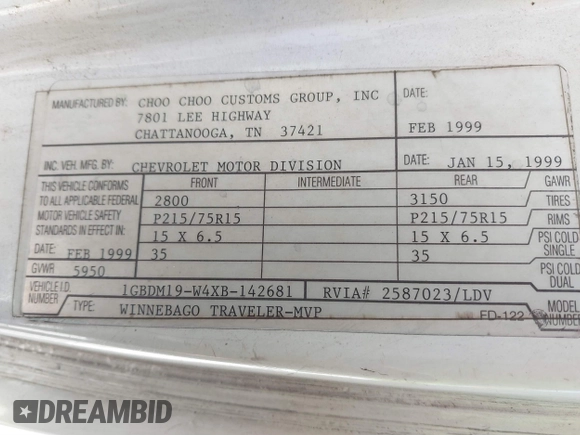 MANUFACTURED BY: CHOO CHOO CUSTOMS GROUP, INC DATE:
7801 LEE HIGHWAY
CHATTANOOGA, TN 37421 FEB 1999
INC. VEH. MFG. BY: CHEVROLET MOTOR DIVISION DATE: JAN 15, 1999
THIS VEHICLE CONFORMS FRONT INTERMEDIATE REAR GAWR
TO ALL APPLICABLE FEDERAL 2800 3150 TIRES
MOTOR VEHICLE SAFETY P215/75R15 P215/75R15 RIMS
STANDARDS IN EFFECT IN: 15 X 6.5 15 X 6.5 PSI COLD SINGLE
DATE: FEB 1999 35 35
GVWR 5950 PSI COLD DUAL
VEHICLE I.D. NUMBER 1GBDM19-W4XB-142681 RVIA# 2587023/LDV
TYPE: WINNEBAGO TRAVELER-MVP FD-122 MODEL NUMBER
DREAMBID